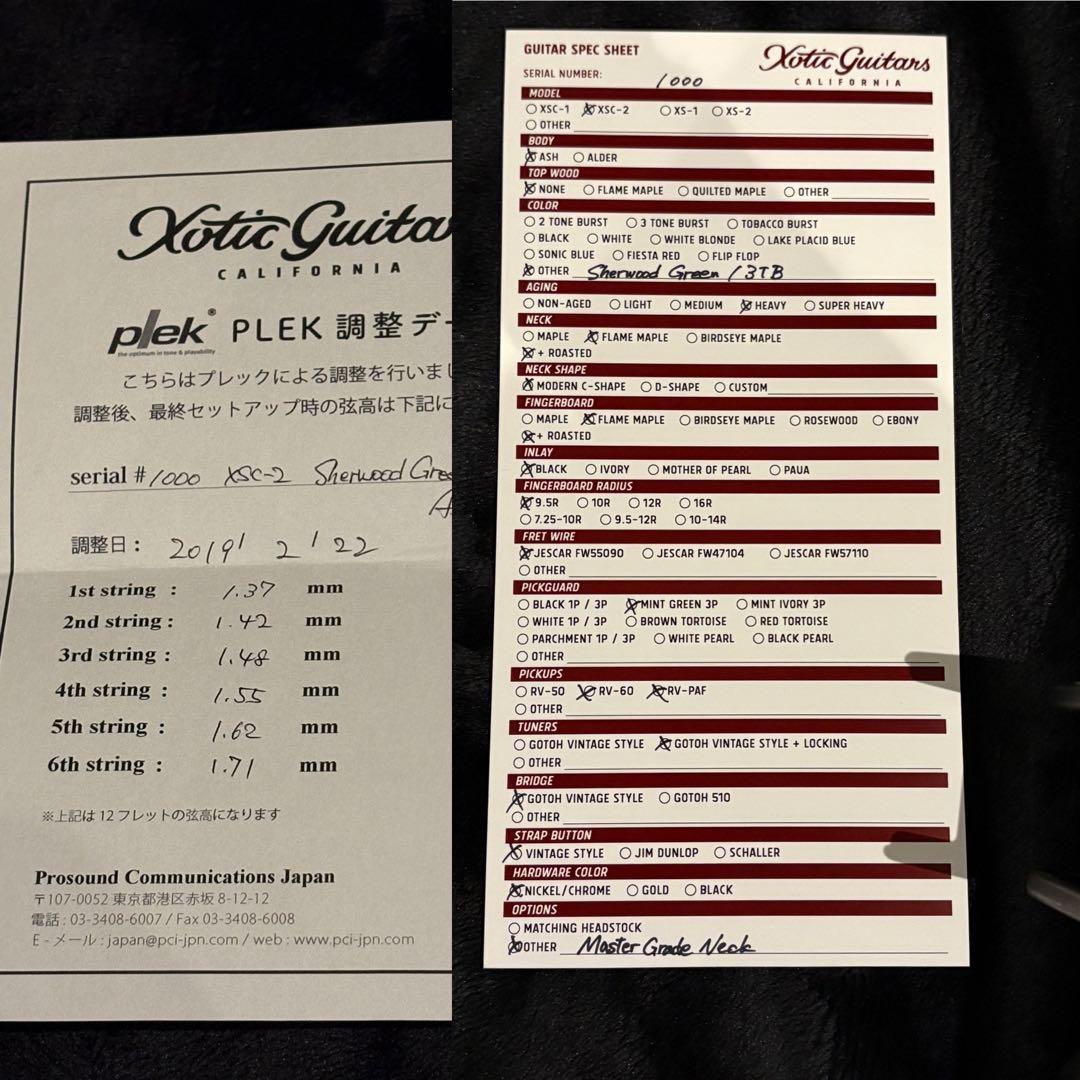 Xotic Guita
CALIFORNIA
plek® PLEK 調整デー
the optimum in tone & playability
こちらはプレックによる調整を行いまし
調整後、最終セットアップ時の弦高は下記に
serial # 1000 XSC-2 Sherwood Gree
A
調整日： 2019' 2' 22
1st string : 1.37 mm
2nd string : 1.42 mm
3rd string : 1.48 mm
4th string : 1.55 mm
5th string : 1.62 mm
6th string : 1.71 mm
※上記は12フレットの弦高になります
Prosound Communications Japan
〒107-0052 東京都港区赤坂 8-12-12
電話 : 03-3408-6007 / Fax 03-3408-6008
E - メール : japan@pci-jpn.com / web : www.pci-jpn.com
GUITAR SPEC SHEET
Xotic Guitars
CALIFORNIA
SERIAL NUMBER: 1000
MODEL
XSC-1 XSC-2 XS-1 XS-2
OTHER
BODY
ASH ALDER
TOP WOOD
NONE FLAME MAPLE QUILTED MAPLE OTHER
COLOR
2 TONE BURST 3 TONE BURST TOBACCO BURST
BLACK WHITE WHITE BLONDE LAKE PLACID BLUE
SONIC BLUE FIESTA RED FLIP FLOP
OTHER Sherwood Green / 3TB
AGING
NON-AGED LIGHT MEDIUM HEAVY SUPER HEAVY
NECK
MAPLE FLAME MAPLE BIRDSEYE MAPLE
+ ROASTED
NECK SHAPE
MODERN C-SHAPE D-SHAPE CUSTOM
FINGERBOARD
MAPLE FLAME MAPLE BIRDSEYE MAPLE ROSEWOOD EBONY
+ ROASTED
INLAY
BLACK IVORY MOTHER OF PEARL PAUA
FINGERBOARD RADIUS
9.5R 10R 12R 16R
7.25-10R 9.5-12R 10-14R
FRET WIRE
JESCAR FW55090 JESCAR FW47104 JESCAR FW57110
OTHER
PICKGUARD
BLACK 1P / 3P MINT GREEN 3P MINT IVORY 3P
WHITE 1P / 3P BROWN TORTOISE RED TORTOISE
PARCHMENT 1P / 3P WHITE PEARL BLACK PEARL
OTHER
PICKUPS
RV-50 RV-60 RV-PAF
OTHER
TUNERS
GOTOH VINTAGE STYLE GOTOH VINTAGE STYLE + LOCKING
OTHER
BRIDGE
GOTOH VINTAGE STYLE GOTOH 510
OTHER
STRAP BUTTON
VINTAGE STYLE JIM DUNLOP SCHALLER
HARDWARE COLOR
NICKEL/CHROME GOLD BLACK
OPTIONS
MATCHING HEADSTOCK
OTHER Master Grade Neck